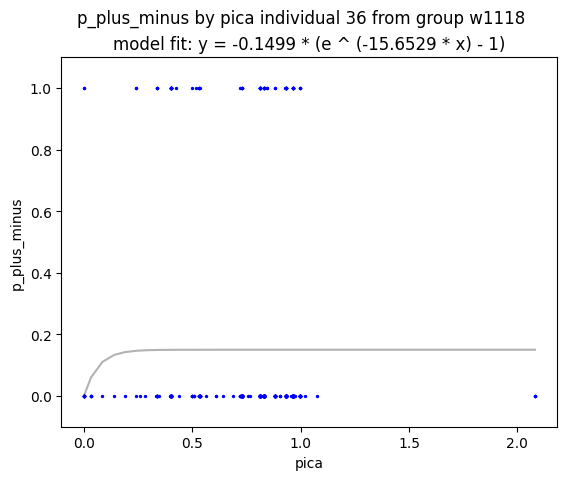 p_plus_minus by pica individual 36 from group w1118
model fit: y = -0.1499 * (e ^ (-15.6529 * x) - 1)
p_plus_minus
1.0
0.8
0.6
0.4
0.2
0.0
0.0 0.5 1.0 1.5 2.0
pica